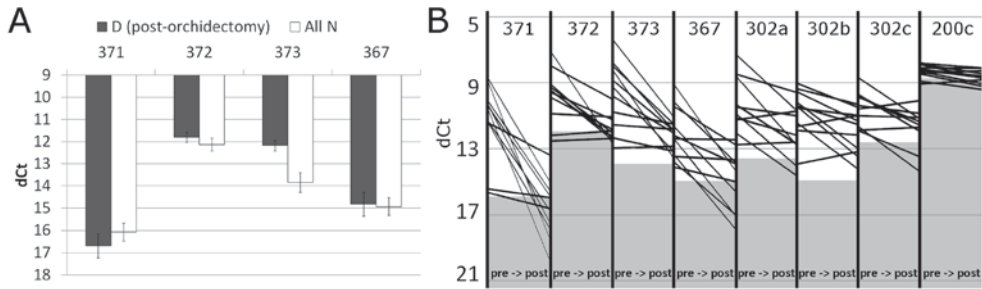 A
D (post-orchidectomy) All N
371 372 373 367
9
10
11
12
13
14
15
16
17
18
dCt
B
5
9
13
17
21
dCt
371 372 373 367 302a 302b 302c 200c
pre -> post pre -> post pre -> post pre -> post pre -> post pre -> post pre -> post pre -> post